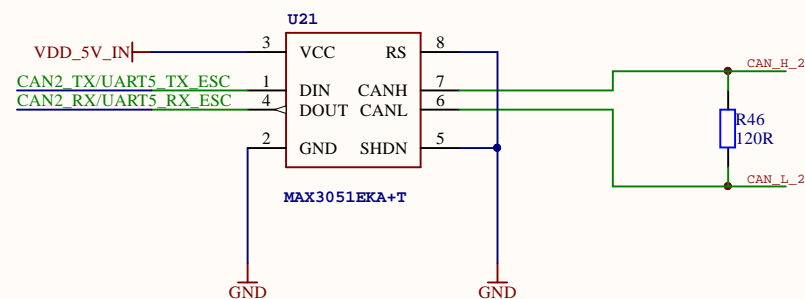 U21
VDD_5V_IN
3
VCC
RS
8
CAN_H_2
CAN2_TX/UART5_TX_ESC
1
DIN
CANH
7
CAN2_RX/UART5_RX_ESC
4
DOUT
CANL
6
R46
120R
2
GND
SHDN
5
CAN_L_2
MAX3051EKA+T
GND
GND